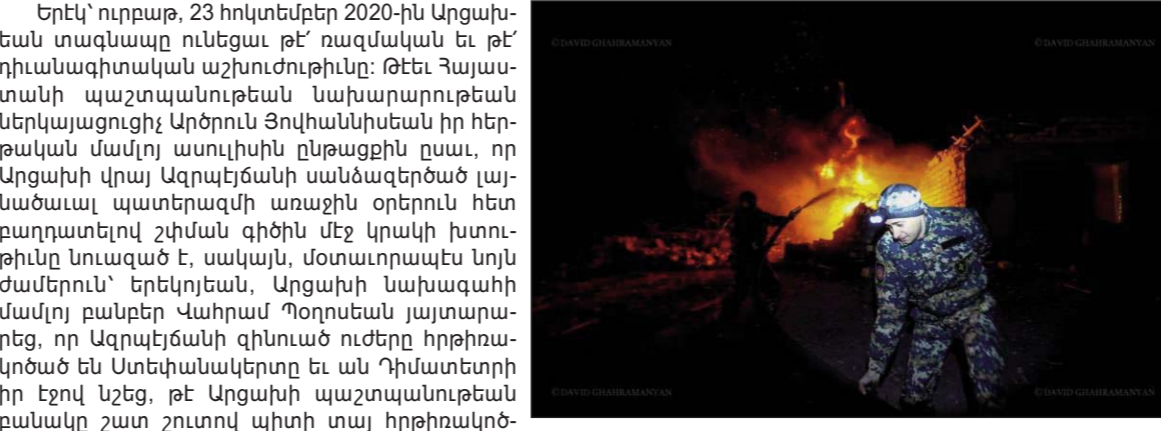 Երէկ՝ ուրբաթ, 23 հոկտեմբեր 2020-ին Արցախ-
եան տագնապը ունեցաւ թէ՛ ռազմական եւ թէ՛
դիւանագիտական աշխուժութիւնը։ Թէեւ Հայաս-
տանի պաշտպանութեան նախարարութեան
ներկայացուցիչ Արծրուն Յովհաննիսեան իր հեր-
թական մամլոյ ասուլիսին ընթացքին ըսաւ, որ
Արցախի վրայ Ազրպէյճանի սանձազերծած լայ-
նածաւալ պատերազմի առաջին օրերուն հետ
բաղդատելով շփման գիծին մէջ կրակի խտու-
թիւնը նուազած է, սակայն, մօտաւորապէս նոյն
ժամերուն՝ երեկոյեան, Արցախի նախագահի
մամլոյ բանբեր Վահրամ Պօղոսեան յայտարա-
րեց, որ Ազրպէյճանի զինուած ուժերը հրթիռա-
կոծած են Ստեփանակերտը եւ ան Դիմատետրի
իր էջով նշեց, թէ Արցախի պաշտպանութեան
բանակը շատ շուտով պիտի տայ հրթիռակոծ-
© DAVID GHAHRAMANYAN
© DAVID GHAHRAMANYAN
© DAVID GHAHRAMANYAN
© DAVID GHAHRAMANYAN